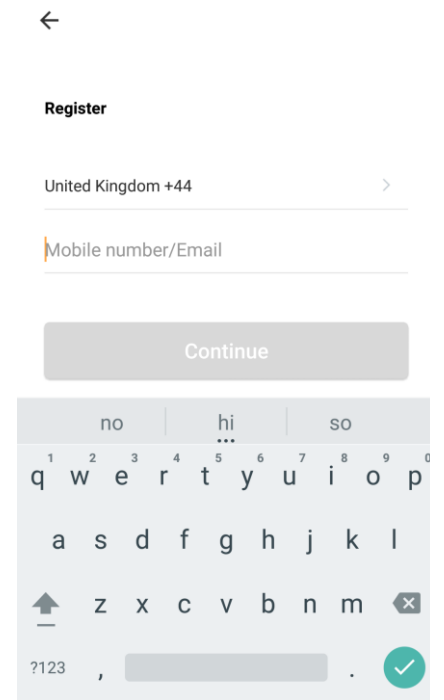 Register
United Kingdom +44
Mobile number/Email
Continue
no hi so
1 2 3 4 5 6 7 8 9 0
q w e r t y u i o p
a s d f g h j k l
z x c v b n m
?123 , .